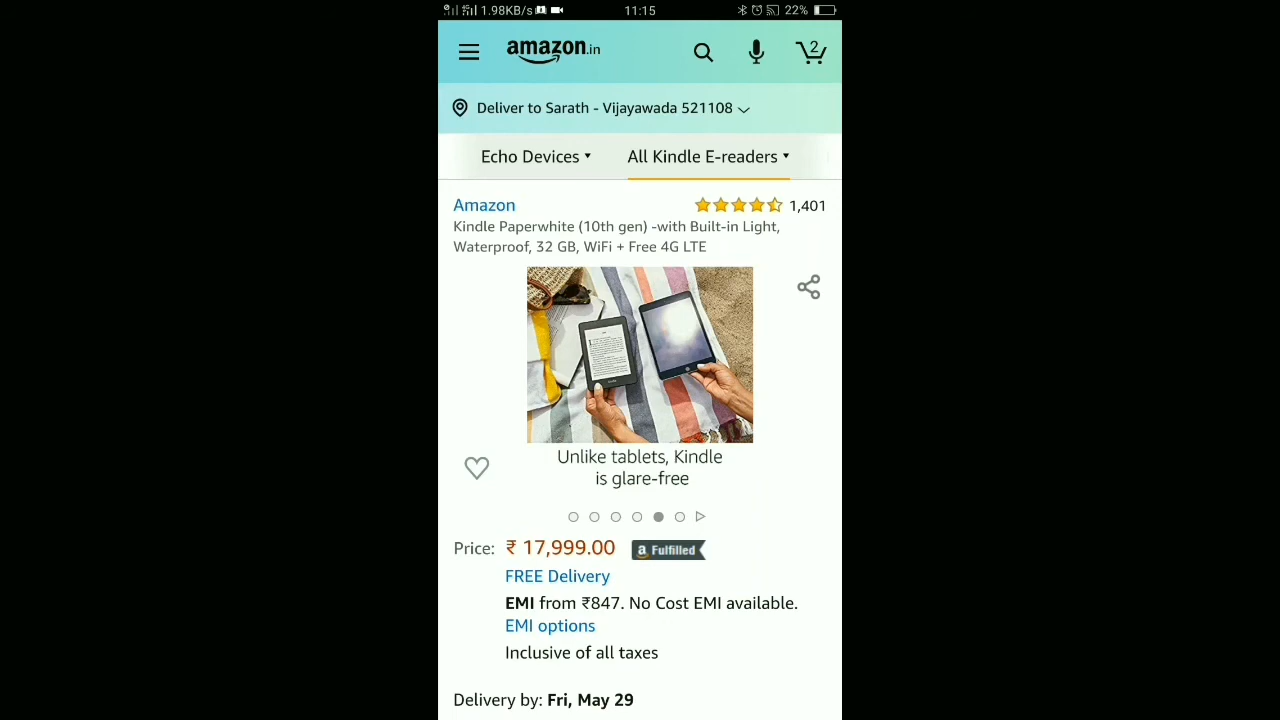 1.98KB/s
11:15
22%
amazon.in
2
Deliver to Sarath - Vijayawada 521108
Echo Devices
All Kindle E-readers
Amazon
1,401
Kindle Paperwhite (10th gen) -with Built-in Light,
Waterproof, 32 GB, WiFi + Free 4G LTE
Unlike tablets, Kindle
is glare-free
Price: ₹ 17,999.00 a Fulfilled
FREE Delivery
EMI from ₹847. No Cost EMI available.
EMI options
Inclusive of all taxes
Delivery by: Fri, May 29